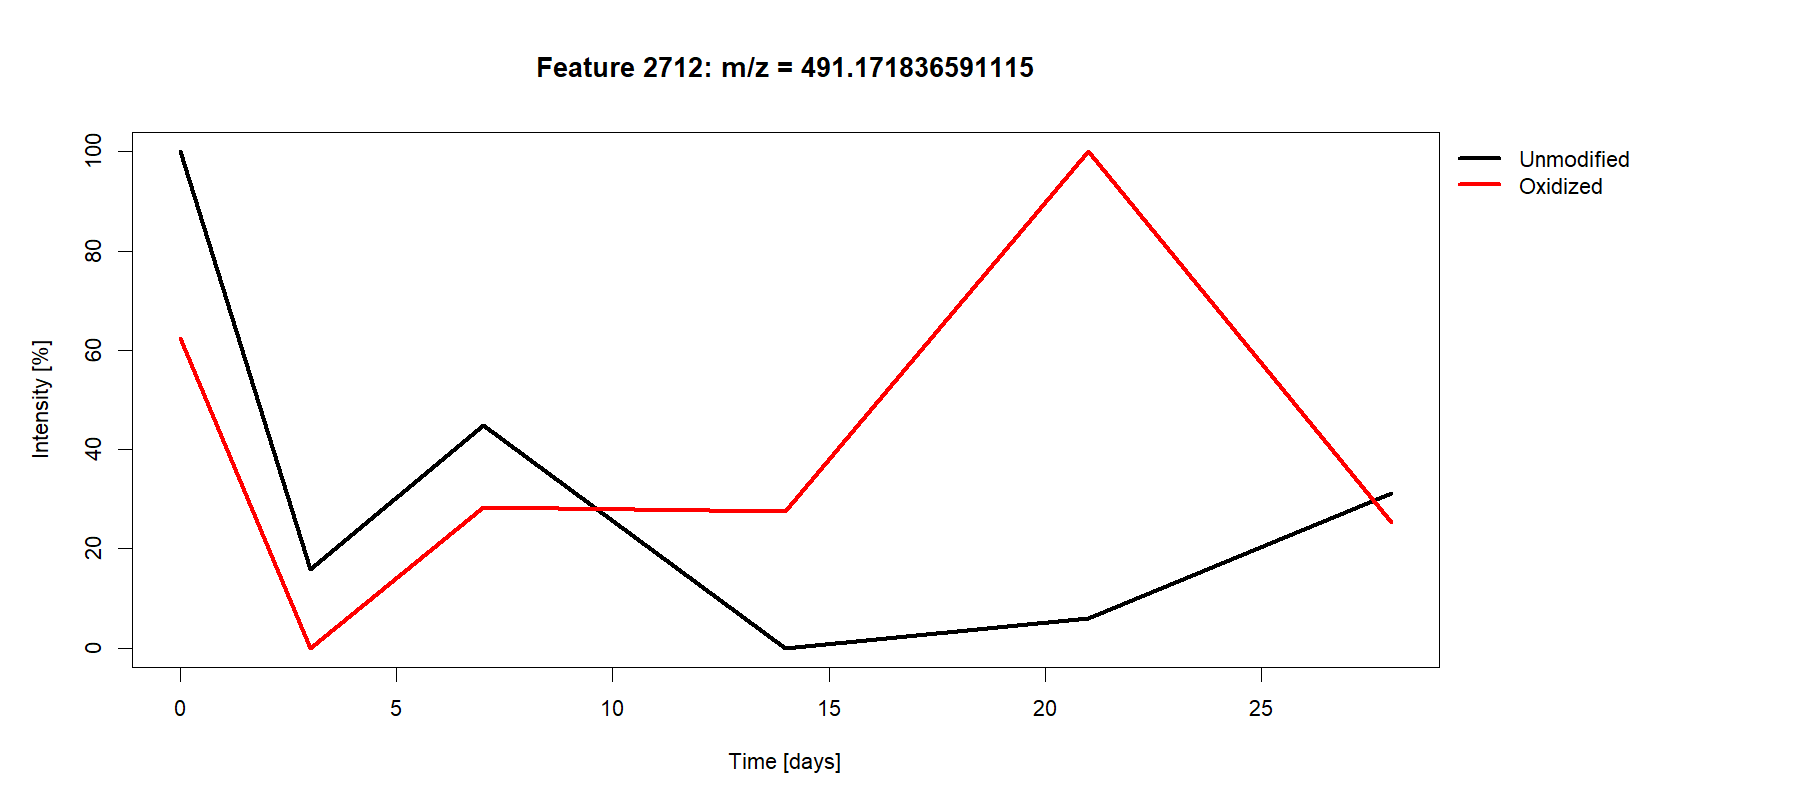 Feature 2712: m/z = 491.171836591115
Unmodified
Oxidized
Intensity [%]
100
80
60
40
20
0
0 5 10 15 20 25
Time [days]